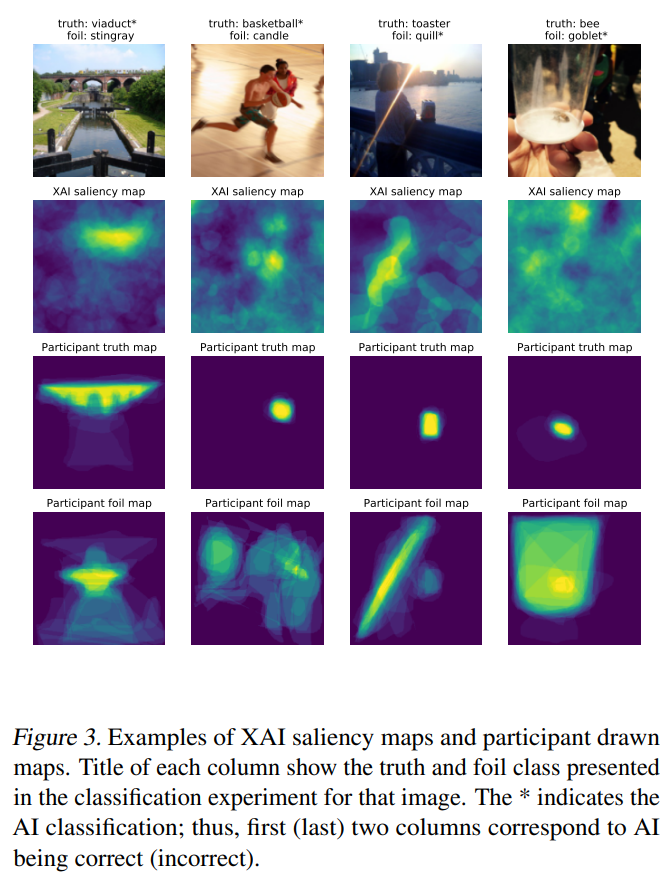 truth: viaduct*
foil: stingray
truth: basketball*
foil: candle
truth: toaster
foil: quill*
truth: bee
foil: goblet*
XAI saliency map
XAI saliency map
XAI saliency map
XAI saliency map
Participant truth map
Participant truth map
Participant truth map
Participant truth map
Participant foil map
Participant foil map
Participant foil map
Participant foil map
Figure 3. Examples of XAI saliency maps and participant drawn
maps. Title of each column show the truth and foil class presented
in the classification experiment for that image. The * indicates the
AI classification; thus, first (last) two columns correspond to AI
being correct (incorrect).